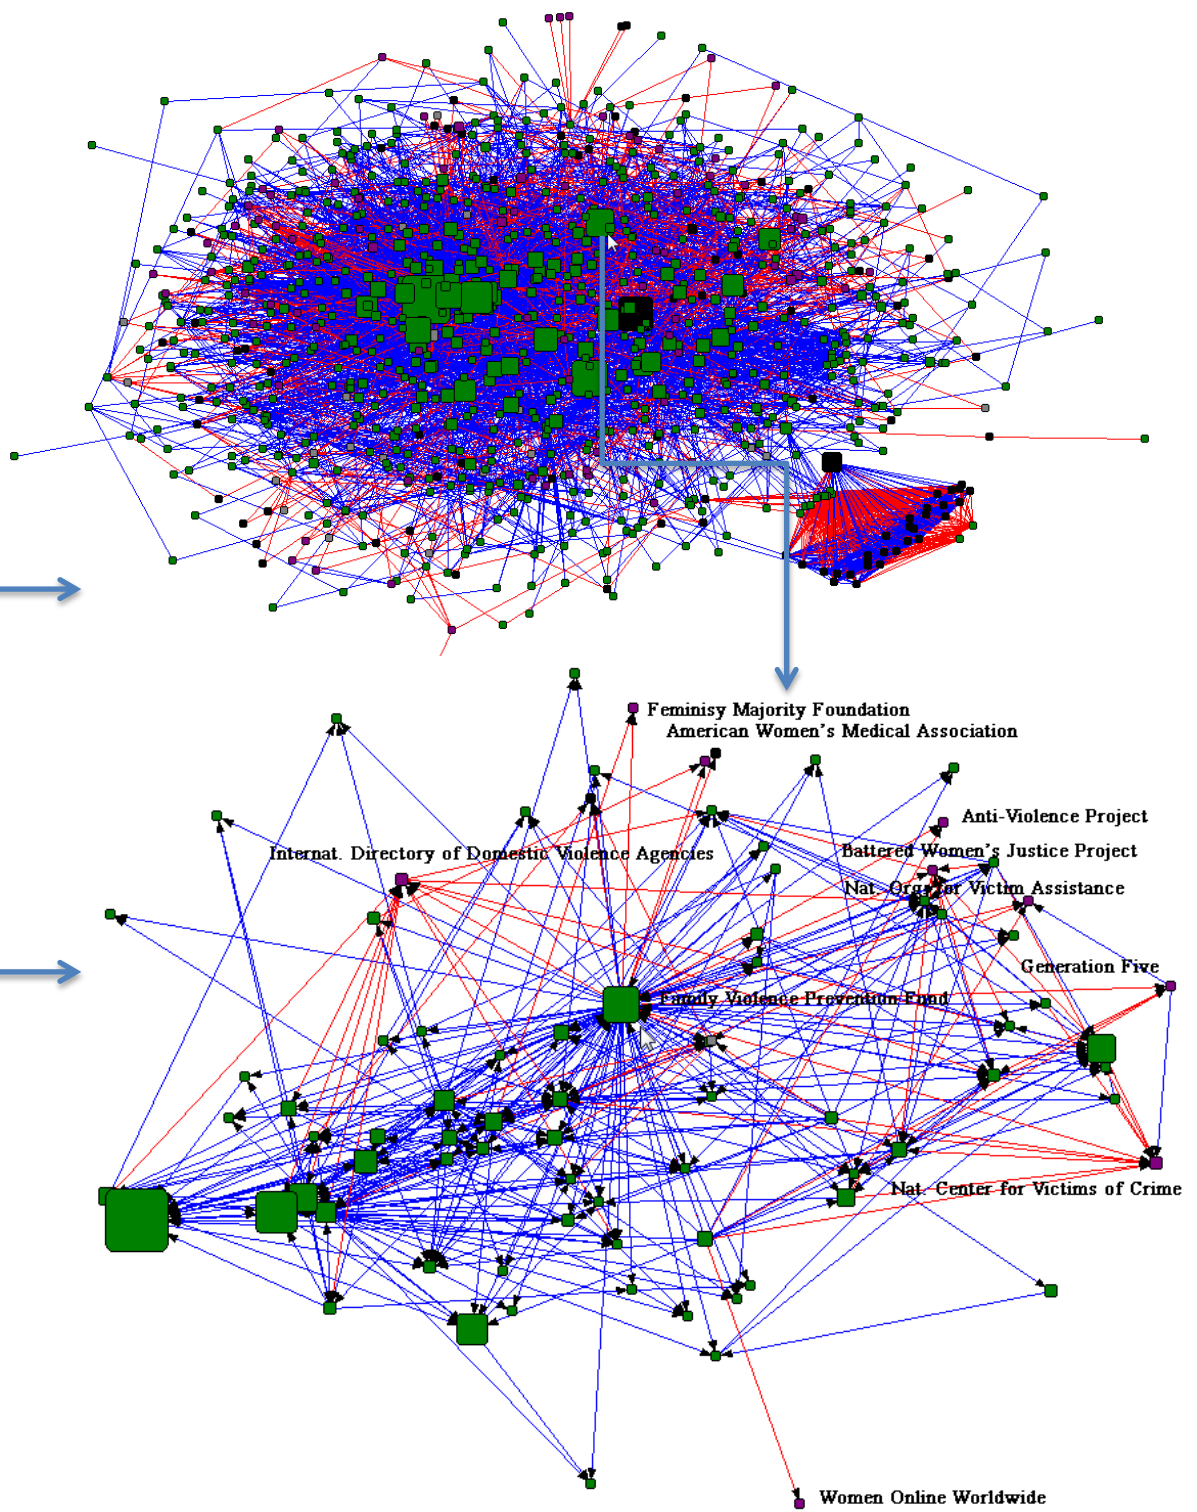 Feminisy Majority Foundation
American Women's Medical Association
Anti-Violence Project
Internat. Directory of Domestic Violence Agencies
Battered Women's Justice Project
Nat. Org. for Victim Assistance
Generation Five
Family Violence Prevention Fund
Nat. Center for Victims of Crime
Women Online Worldwide